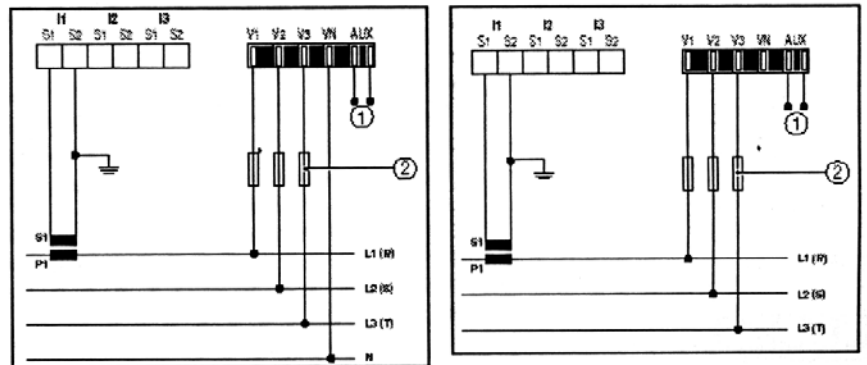 I1 I2 I3
S1 S2 S1 S2 S1 S2
V1 V2 V3 VN AUX
1
2
S1
P1
L1 (R)
L2 (S)
L3 (T)
N
I1 I2 I3
S1 S2 S1 S2 S1 S2
V1 V2 V3 VN AUX
1
2
S1
P1
L1 (R)
L2 (S)
L3 (T)